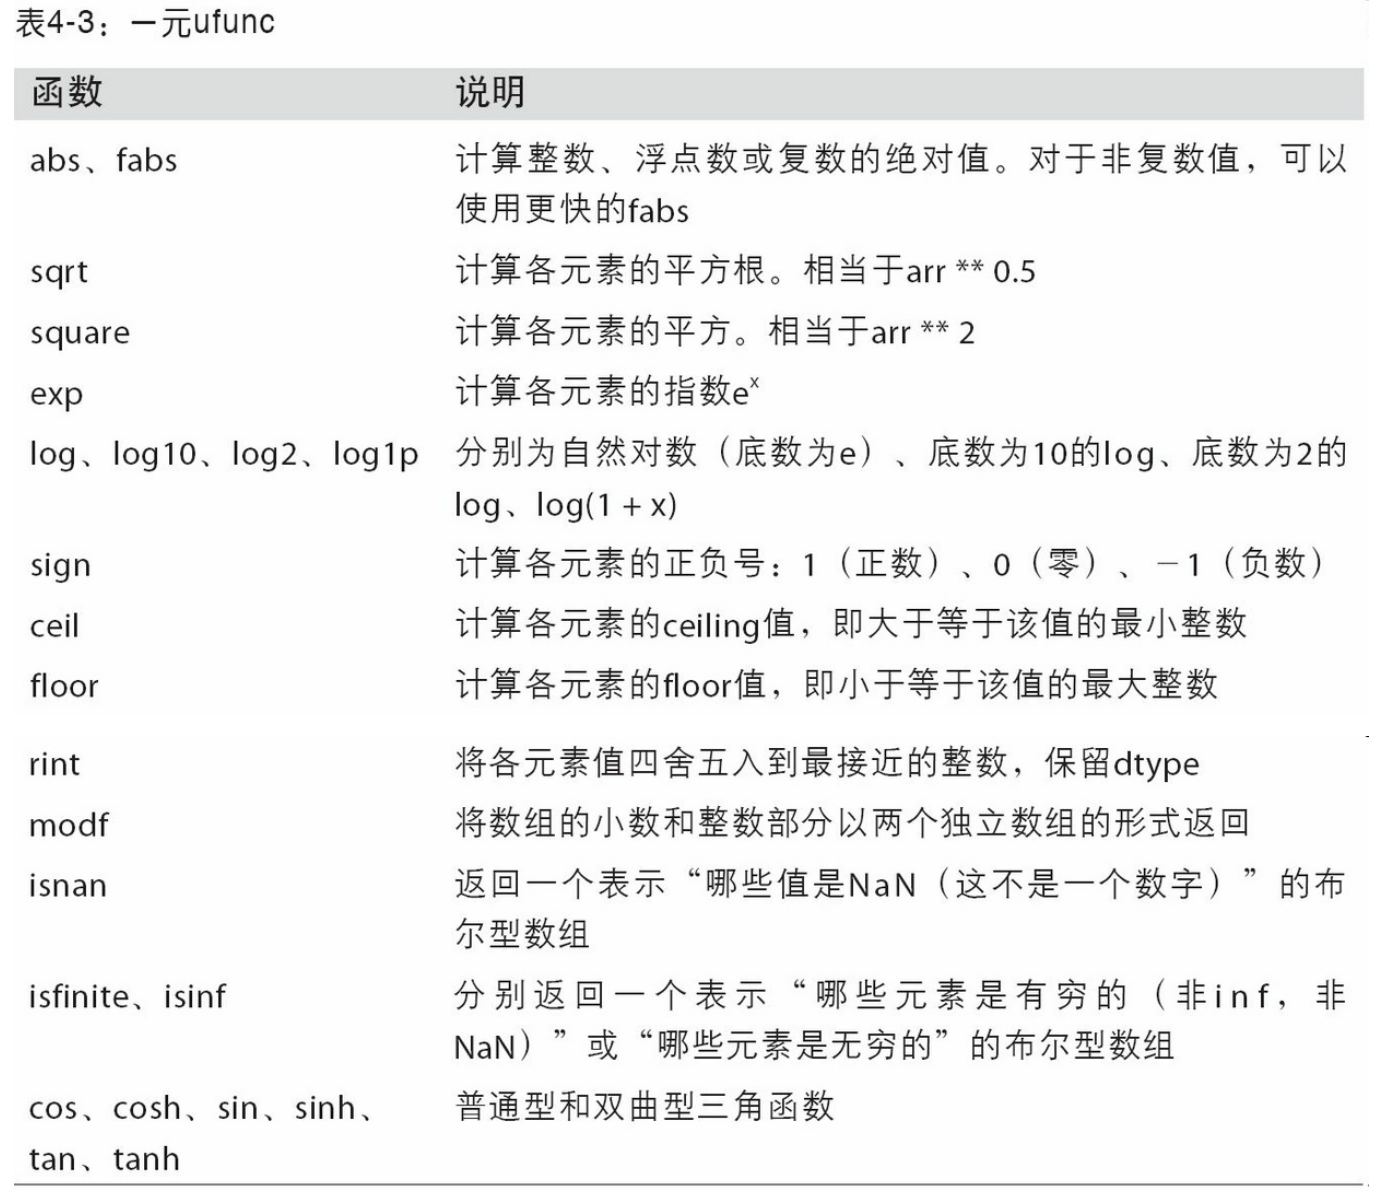 表4-3：一元ufunc
函数 说明
abs、fabs 计算整数、浮点数或复数的绝对值。对于非复数值，可以
使用更快的fabs
sqrt 计算各元素的平方根。相当于arr ** 0.5
square 计算各元素的平方。相当于arr ** 2
exp 计算各元素的指数eˣ
log、log10、log2、log1p 分别为自然对数（底数为e）、底数为10的log、底数为2的
log、log(1 + x)
sign 计算各元素的正负号：1（正数）、0（零）、－1（负数）
ceil 计算各元素的ceiling值，即大于等于该值的最小整数
floor 计算各元素的floor值，即小于等于该值的最大整数
rint 将各元素值四舍五入到最接近的整数，保留dtype
modf 将数组的小数和整数部分以两个独立数组的形式返回
isnan 返回一个表示“哪些值是NaN（这不是一个数字）”的布
尔型数组
isfinite、isinf 分别返回一个表示“哪些元素是有穷的（非inf，非
NaN）”或“哪些元素是无穷的”的布尔型数组
cos、cosh、sin、sinh、 普通型和双曲型三角函数
tan、tanh